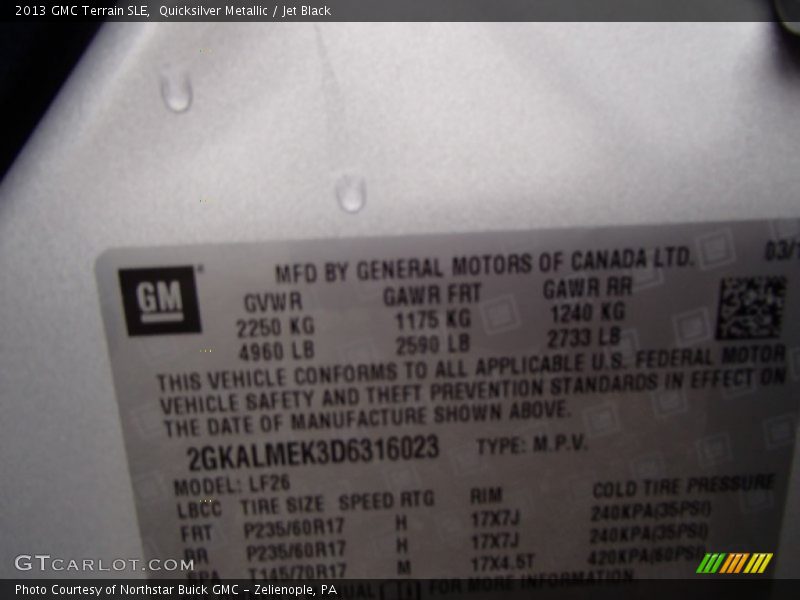 2013 GMC Terrain SLE, Quicksilver Metallic / Jet Black
MFD BY GENERAL MOTORS OF CANADA LTD. 03/1
GM
GVWR GAWR FRT GAWR RR
2250 KG 1175 KG 1240 KG
4960 LB 2590 LB 2733 LB
THIS VEHICLE CONFORMS TO ALL APPLICABLE U.S. FEDERAL MOTOR
VEHICLE SAFETY AND THEFT PREVENTION STANDARDS IN EFFECT ON
THE DATE OF MANUFACTURE SHOWN ABOVE.
2GKALMEK3D6316023 TYPE: M.P.V.
MODEL: LF26
LBCC TIRE SIZE SPEED RTG RIM COLD TIRE PRESSURE
FRT P235/60R17 H 17X7J 240KPA(35PSI)
RR P235/60R17 H 17X7J 240KPA(35PSI)
SPA T145/70R17 M 17X4.5T 420KPA(60PSI)
FOR MORE INFORMATION
GTCARLOT.COM
Photo Courtesy of Northstar Buick GMC – Zelienople, PA